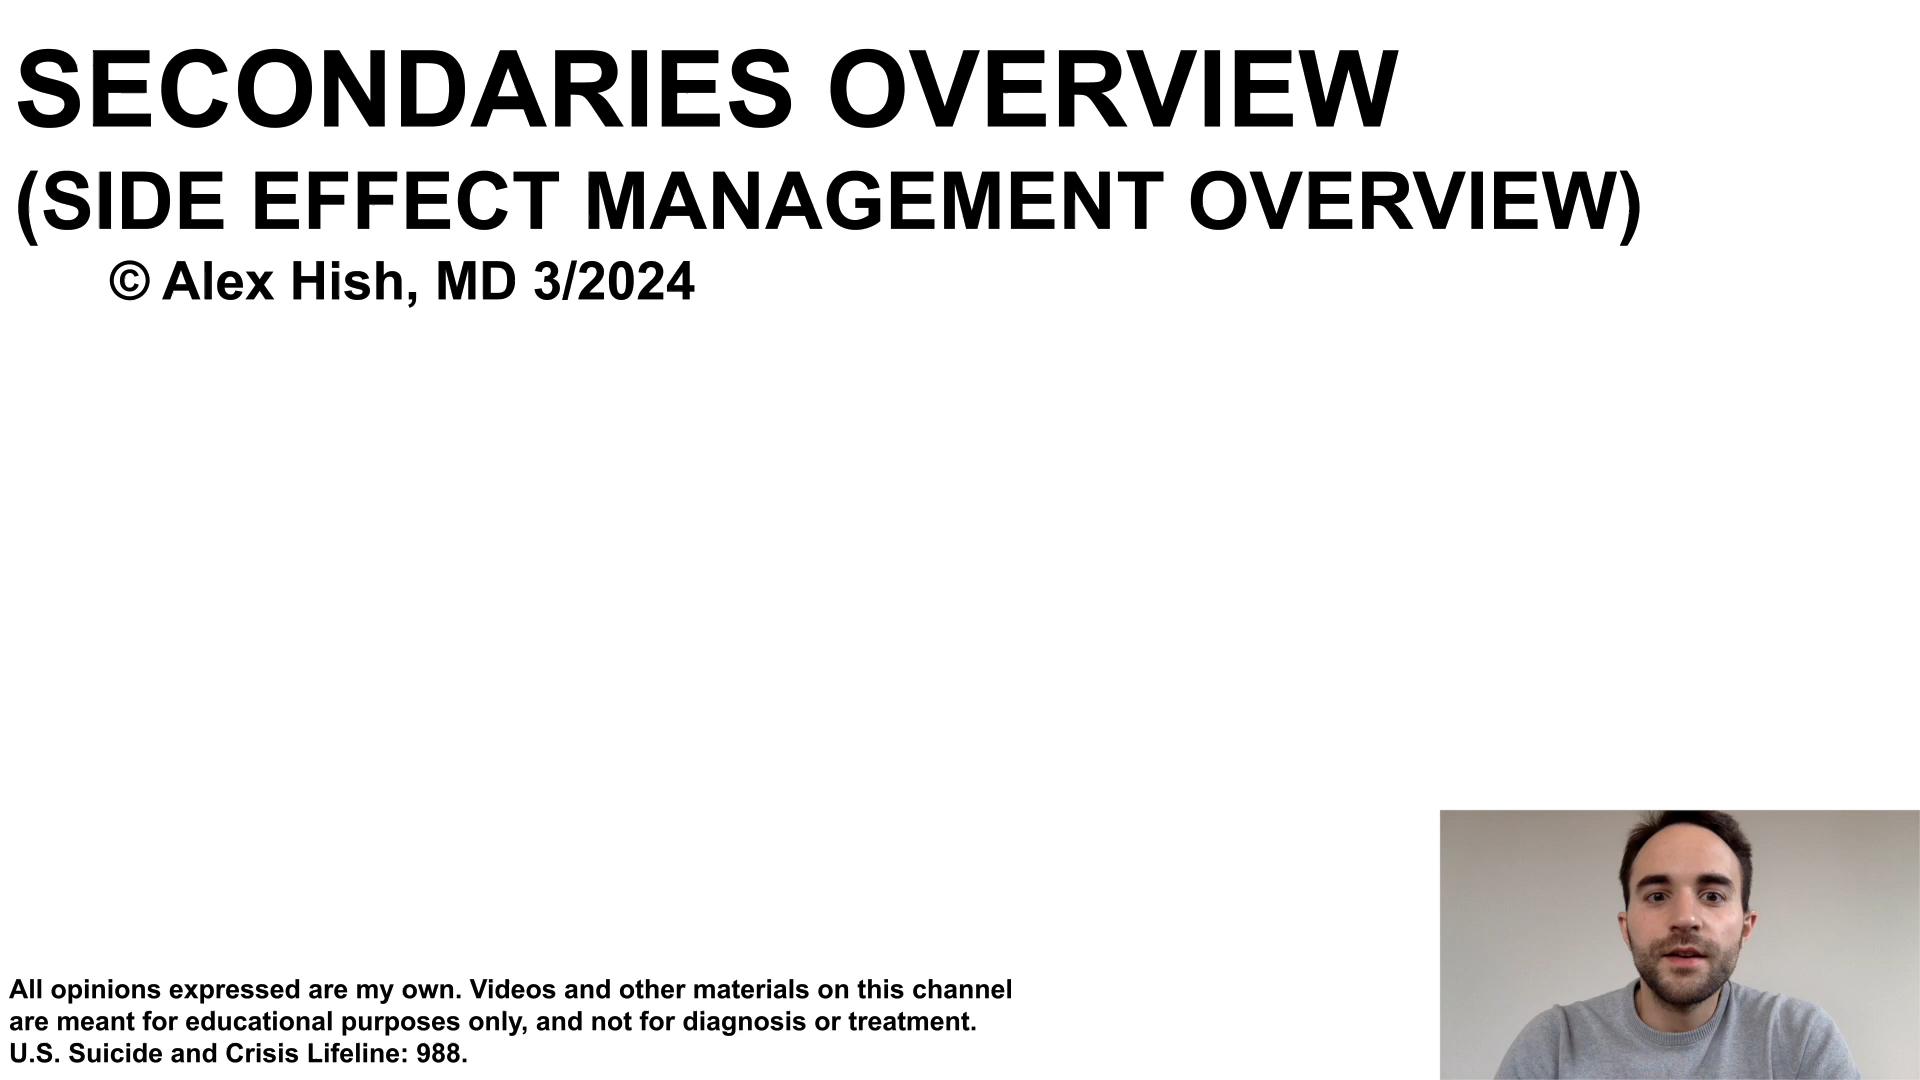 SECONDARIES OVERVIEW
(SIDE EFFECT MANAGEMENT OVERVIEW)
© Alex Hish, MD 3/2024
All opinions expressed are my own. Videos and other materials on this channel
are meant for educational purposes only, and not for diagnosis or treatment.
U.S. Suicide and Crisis Lifeline: 988.